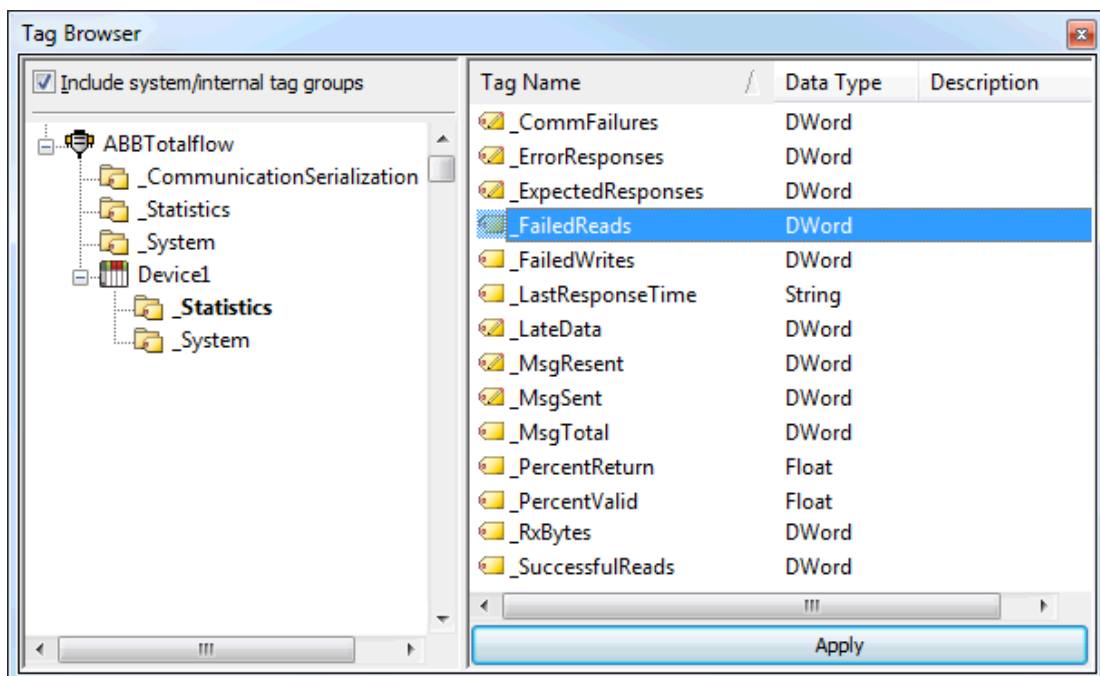 Tag Browser
Include system/internal tag groups
ABBTotalflow
_CommunicationSerialization
_Statistics
_System
Device1
_Statistics
_System
Tag Name Data Type Description
_CommFailures DWord
_ErrorResponses DWord
_ExpectedResponses DWord
_FailedReads DWord
_FailedWrites DWord
_LastResponseTime String
_LateData DWord
_MsgResent DWord
_MsgSent DWord
_MsgTotal DWord
_PercentReturn Float
_PercentValid Float
_RxBytes DWord
_SuccessfulReads DWord
Apply